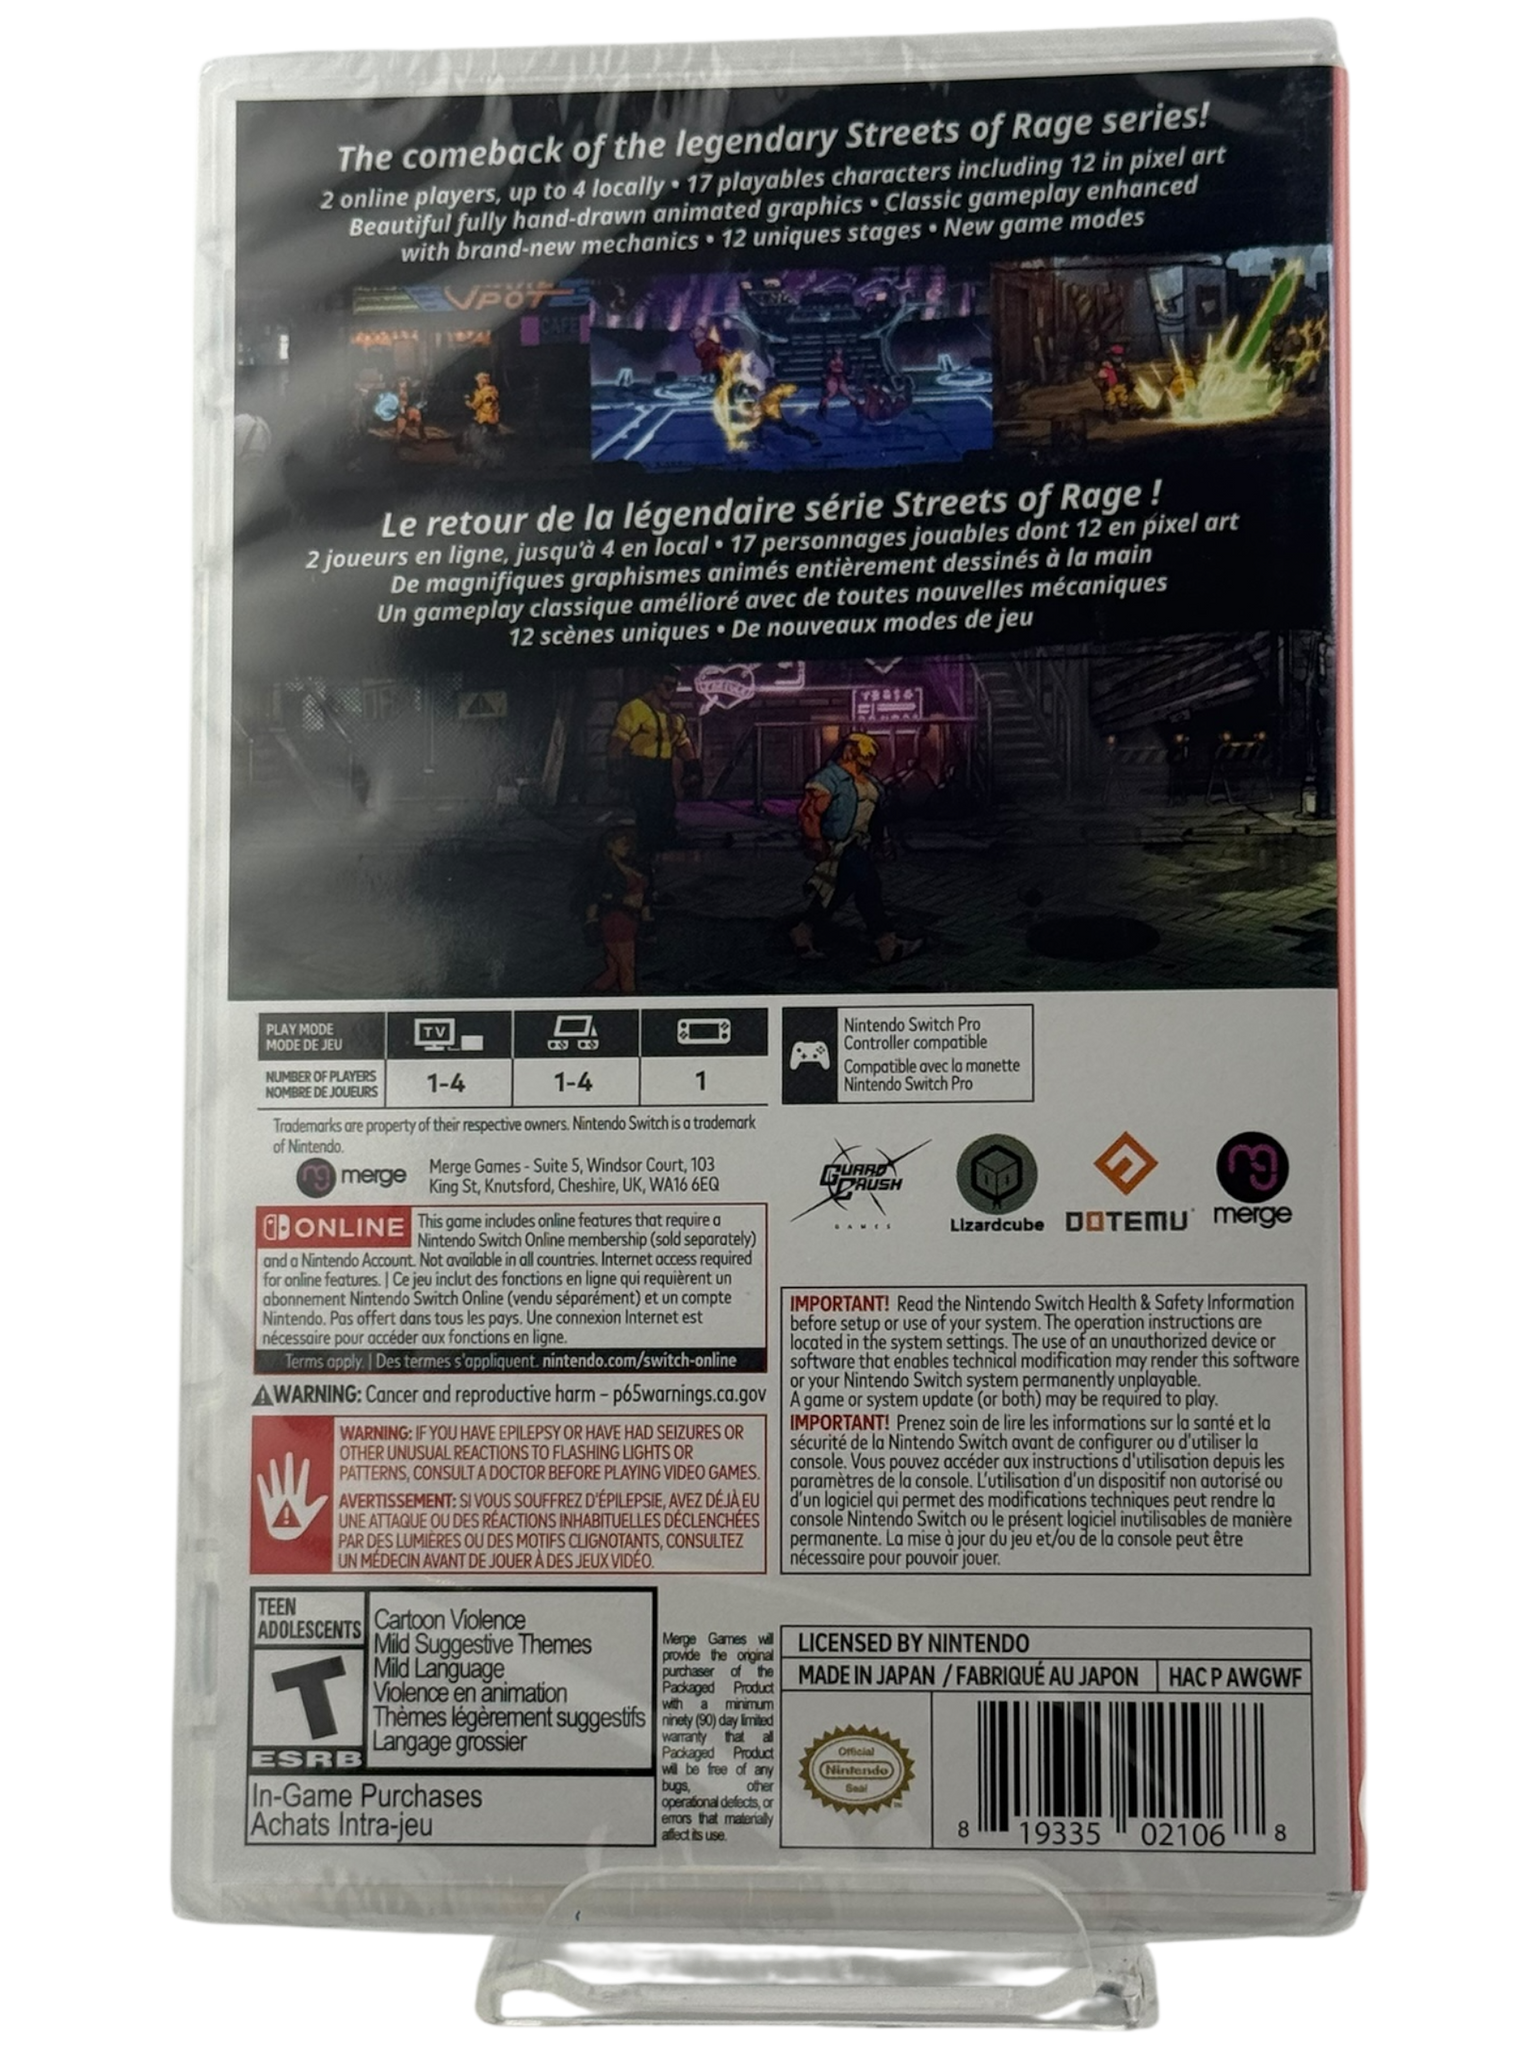 The comeback of the legendary Streets of Rage series!
2 online players, up to 4 locally • 17 playables characters including 12 in pixel art
Beautiful fully hand-drawn animated graphics • Classic gameplay enhanced
with brand-new mechanics • 12 uniques stages • New game modes
POT
CAFE
Le retour de la légendaire série Streets of Rage !
2 joueurs en ligne, jusqu'à 4 en local • 17 personnages jouables dont 12 en pixel art
De magnifiques graphismes animés entièrement dessinés à la main
Un gameplay classique amélioré avec de toutes nouvelles mécaniques
12 scènes uniques • De nouveaux modes de jeu
PLAY MODE
MODE DE JEU
TV
NUMBER OF PLAYERS
NOMBRE DE JOUEURS
1-4
1-4
1
Nintendo Switch Pro
Controller compatible
Compatible avec la manette
Nintendo Switch Pro
Trademarks are property of their respective owners. Nintendo Switch is a trademark
of Nintendo.
merge
Merge Games - Suite 5, Windsor Court, 103
King St, Knutsford, Cheshire, UK, WA16 6EQ
GUARD
CRUSH
GAMES
Lizardcube
DOTEMU
merge
ONLINE
This game includes online features that require a
Nintendo Switch Online membership (sold separately)
and a Nintendo Account. Not available in all countries. Internet access required
for online features. | Ce jeu inclut des fonctions en ligne qui requièrent un
abonnement Nintendo Switch Online (vendu séparément) et un compte
Nintendo. Pas offert dans tous les pays. Une connexion Internet est
nécessaire pour accéder aux fonctions en ligne.
Terms apply. | Des termes s'appliquent. nintendo.com/switch-online
WARNING: Cancer and reproductive harm – p65warnings.ca.gov
WARNING: IF YOU HAVE EPILEPSY OR HAVE HAD SEIZURES OR
OTHER UNUSUAL REACTIONS TO FLASHING LIGHTS OR
PATTERNS, CONSULT A DOCTOR BEFORE PLAYING VIDEO GAMES.
AVERTISSEMENT: SI VOUS SOUFFREZ D'ÉPILEPSIE, AVEZ DÉJÀ EU
UNE ATTAQUE OU DES RÉACTIONS INHABITUELLES DÉCLENCHÉES
PAR DES LUMIÈRES OU DES MOTIFS CLIGNOTANTS, CONSULTEZ
UN MÉDECIN AVANT DE JOUER À DES JEUX VIDÉO.
IMPORTANT! Read the Nintendo Switch Health & Safety Information
before setup or use of your system. The operation instructions are
located in the system settings. The use of an unauthorized device or
software that enables technical modification may render this software
or your Nintendo Switch system permanently unplayable.
A game or system update (or both) may be required to play.
IMPORTANT! Prenez soin de lire les informations sur la santé et la
sécurité de la Nintendo Switch avant de configurer ou d'utiliser la
console. Vous pouvez accéder aux instructions d'utilisation depuis les
paramètres de la console. L'utilisation d'un dispositif non autorisé ou
d'un logiciel qui permet des modifications techniques peut rendre la
console Nintendo Switch ou le présent logiciel inutilisables de manière
permanente. La mise à jour du jeu et/ou de la console peut être
nécessaire pour pouvoir jouer.
TEEN
ADOLESCENTS
T
ESRB
Cartoon Violence
Mild Suggestive Themes
Mild Language
Violence en animation
Thèmes légèrement suggestifs
Langage grossier
In-Game Purchases
Achats Intra-jeu
Merge Games will
provide the original
purchaser of the
Packaged Product
with a minimum
ninety (90) day limited
warranty that all
Packaged Product
will be free of any
bugs, other
operational defects, or
errors that materially
affect its use.
LICENSED BY NINTENDO
MADE IN JAPAN / FABRIQUÉ AU JAPON
HAC P AWGWF
Official
Nintendo
Seal
8 19335 02106 8